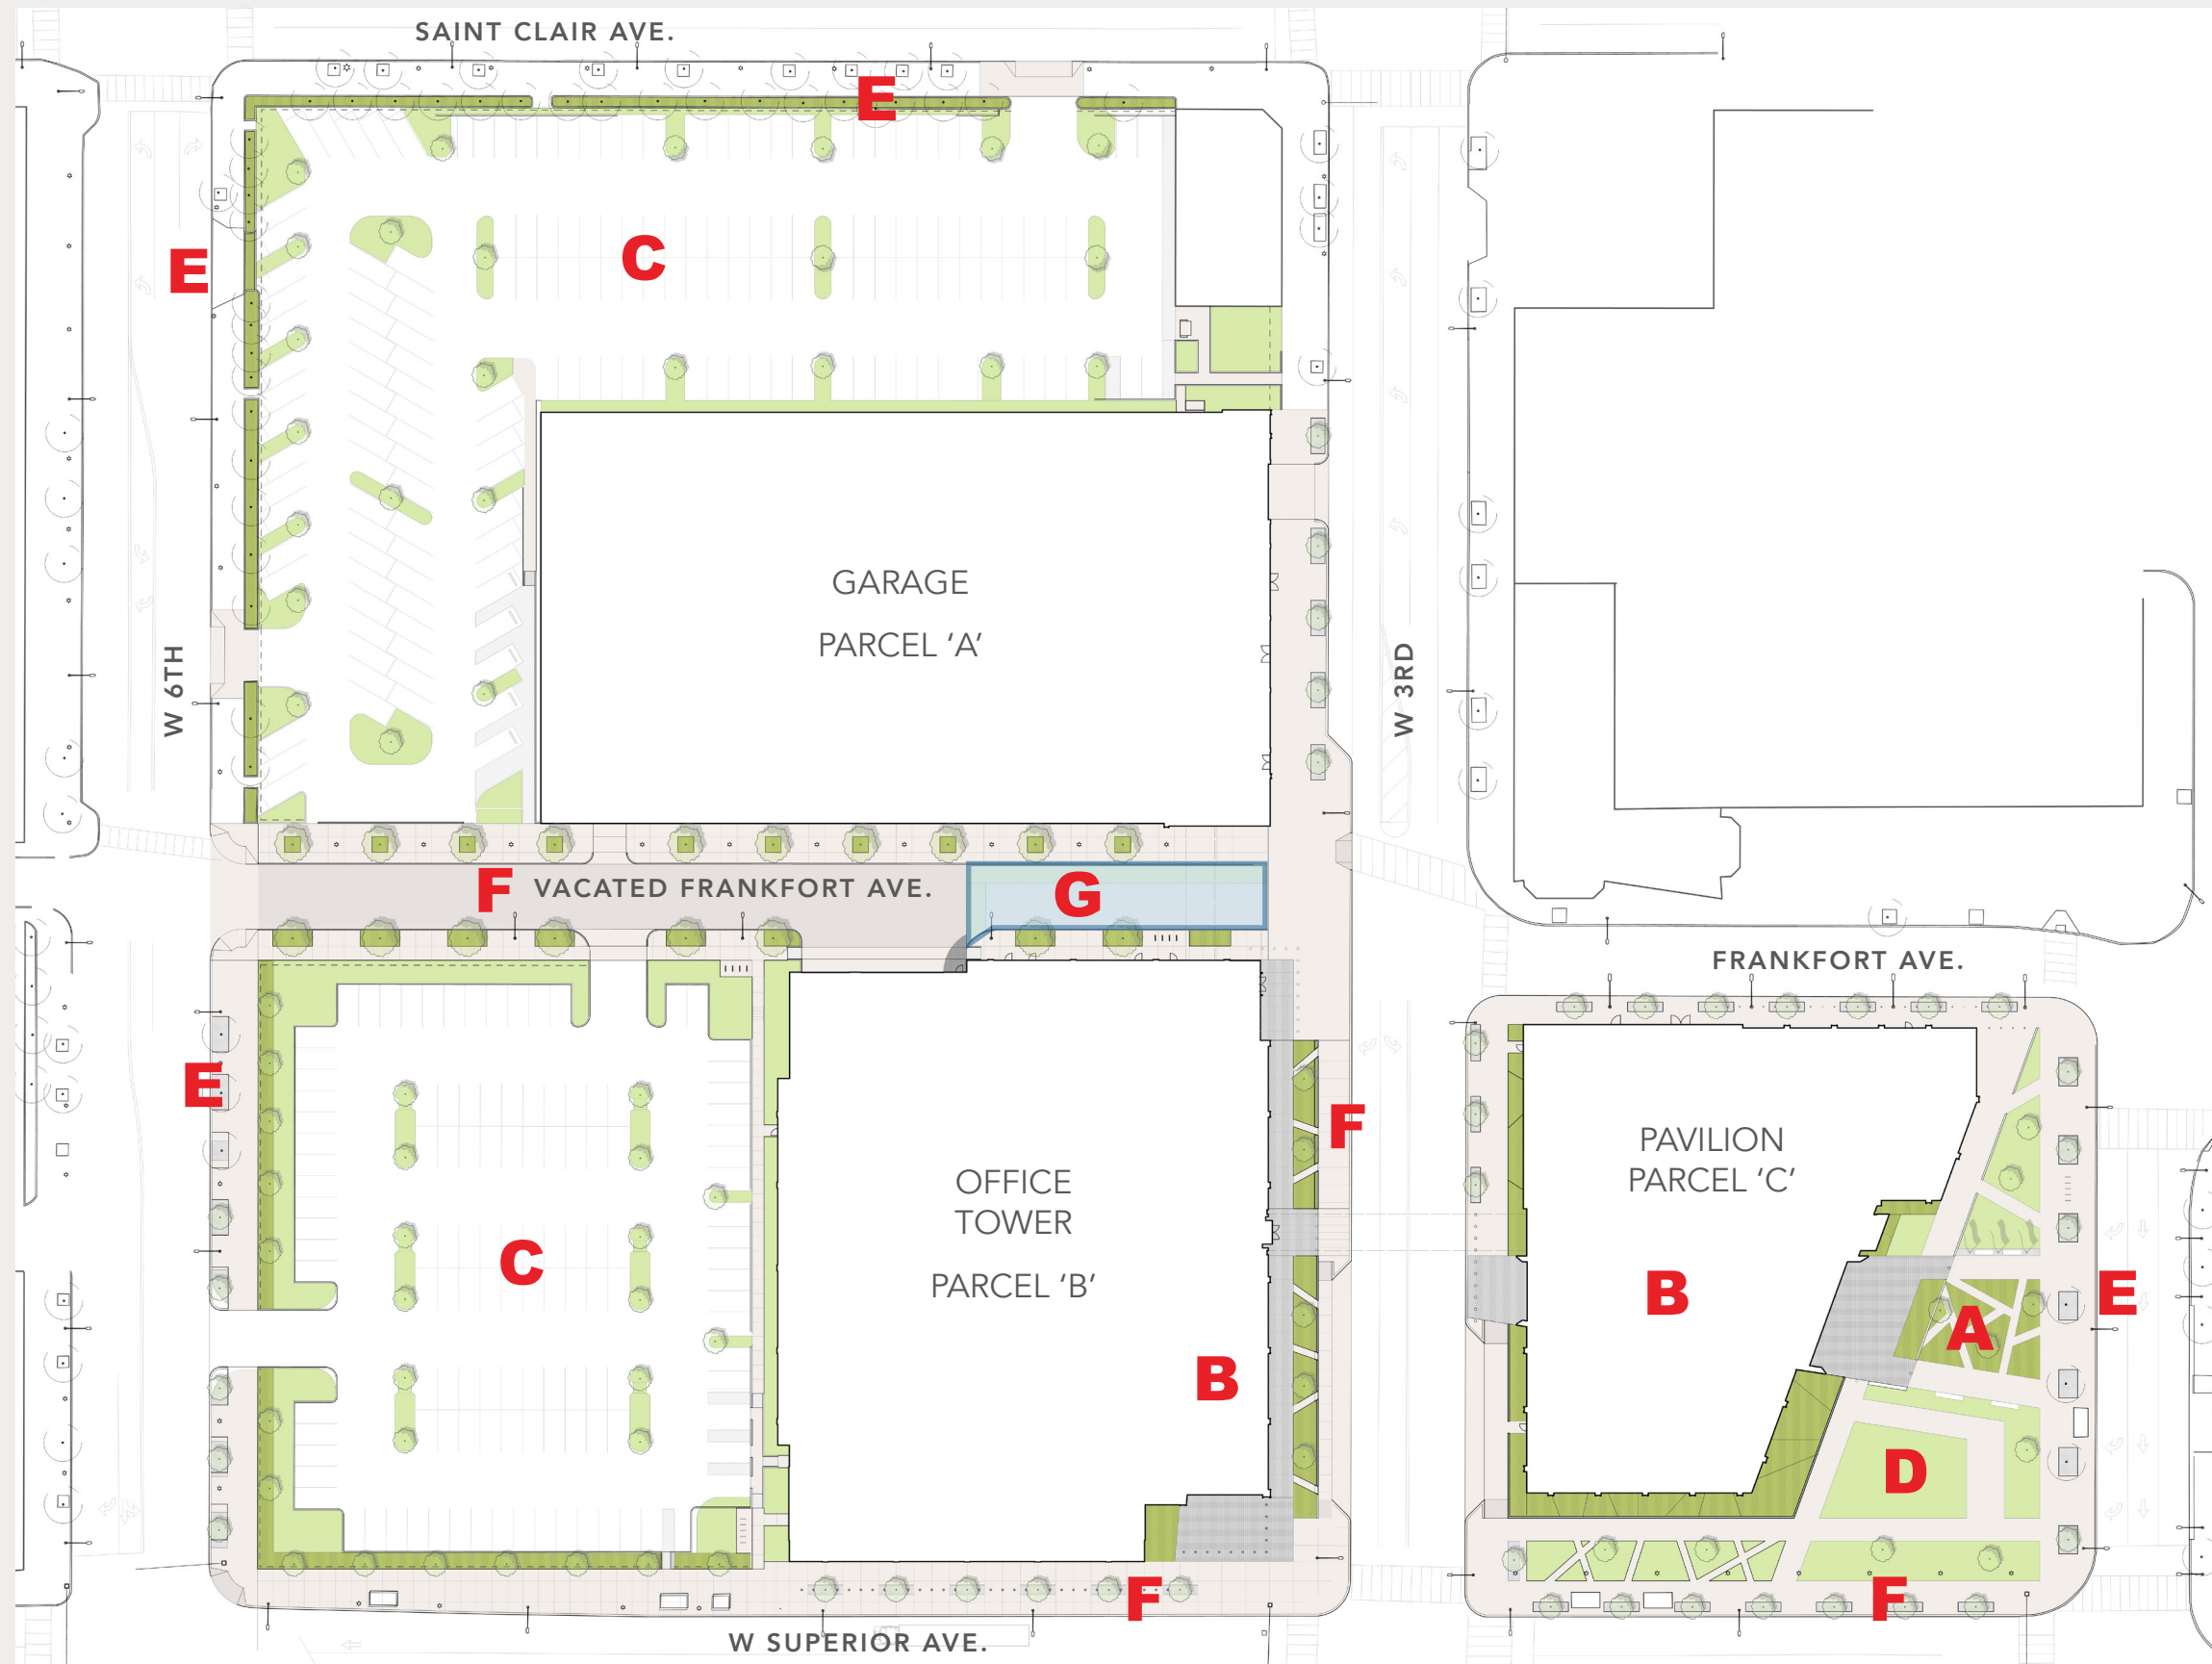 SAINT CLAIR AVE.
E
E
C
GARAGE
PARCEL ‘A’
W 6TH
W 3RD
F
VACATED FRANKFORT AVE.
G
FRANKFORT AVE.
E
F
PAVILION
PARCEL ‘C’
OFFICE
TOWER
PARCEL ‘B’
C
B
B
A
E
D
F
F
W SUPERIOR AVE.